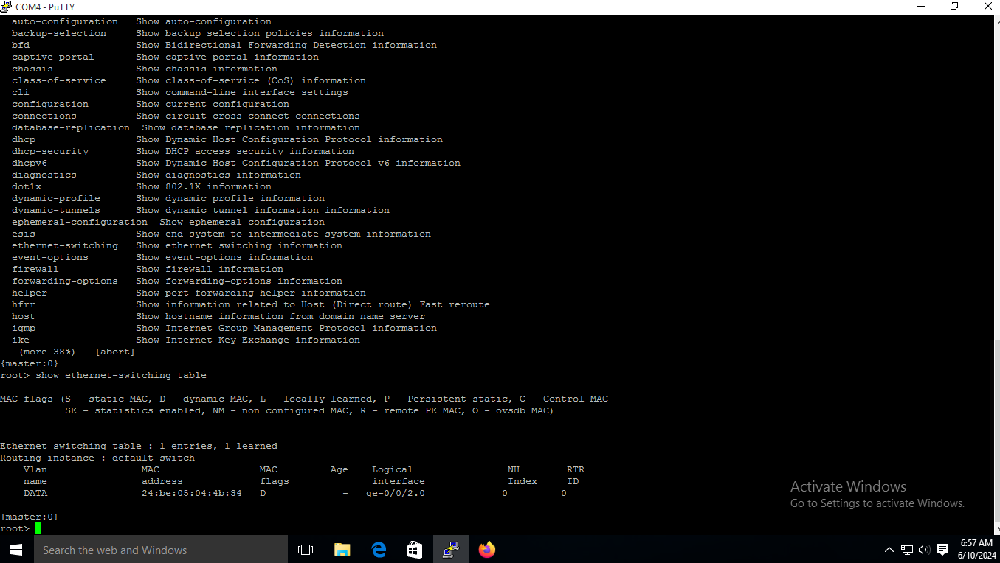 COM4 - PuTTY
auto-configuration   Show auto-configuration
backup-selection     Show backup selection policies information
bfd                  Show Bidirectional Forwarding Detection information
captive-portal       Show captive portal information
chassis              Show chassis information
class-of-service     Show class-of-service (CoS) information
cli                  Show command-line interface settings
configuration        Show current configuration
connections          Show circuit cross-connect connections
database-replication  Show database replication information
dhcp                 Show Dynamic Host Configuration Protocol information
dhcp-security        Show DHCP access security information
dhcpv6               Show Dynamic Host Configuration Protocol v6 information
diagnostics          Show diagnostics information
dot1x                Show 802.1X information
dynamic-profile      Show dynamic profile information
dynamic-tunnels      Show dynamic tunnel information information
ephemeral-configuration  Show ephemeral configuration
esis                 Show end system-to-intermediate system information
ethernet-switching   Show ethernet switching information
event-options        Show event-options information
firewall             Show firewall information
forwarding-options   Show forwarding-options information
helper               Show port-forwarding helper information
hfrr                 Show information related to Host (Direct route) Fast reroute
host                 Show hostname information from domain name server
igmp                 Show Internet Group Management Protocol information
ike                  Show Internet Key Exchange information
---(more 38%)---[abort]
{master:0}
root> show ethernet-switching table
MAC flags (S - static MAC, D - dynamic MAC, L - locally learned, P - Persistent static, C - Control MAC
SE - statistics enabled, NM - non configured MAC, R - remote PE MAC, O - ovsdb MAC)
Ethernet switching table : 1 entries, 1 learned
Routing instance : default-switch
Vlan                MAC                 MAC         Age    Logical                NH        RTR
name                address             flags              interface              Index     ID
DATA                24:be:05:04:4b:34   D             -   ge-0/0/2.0             0         0
{master:0}
root>
Activate Windows
Go to Settings to activate Windows.
Search the web and Windows
6:57 AM
6/10/2024